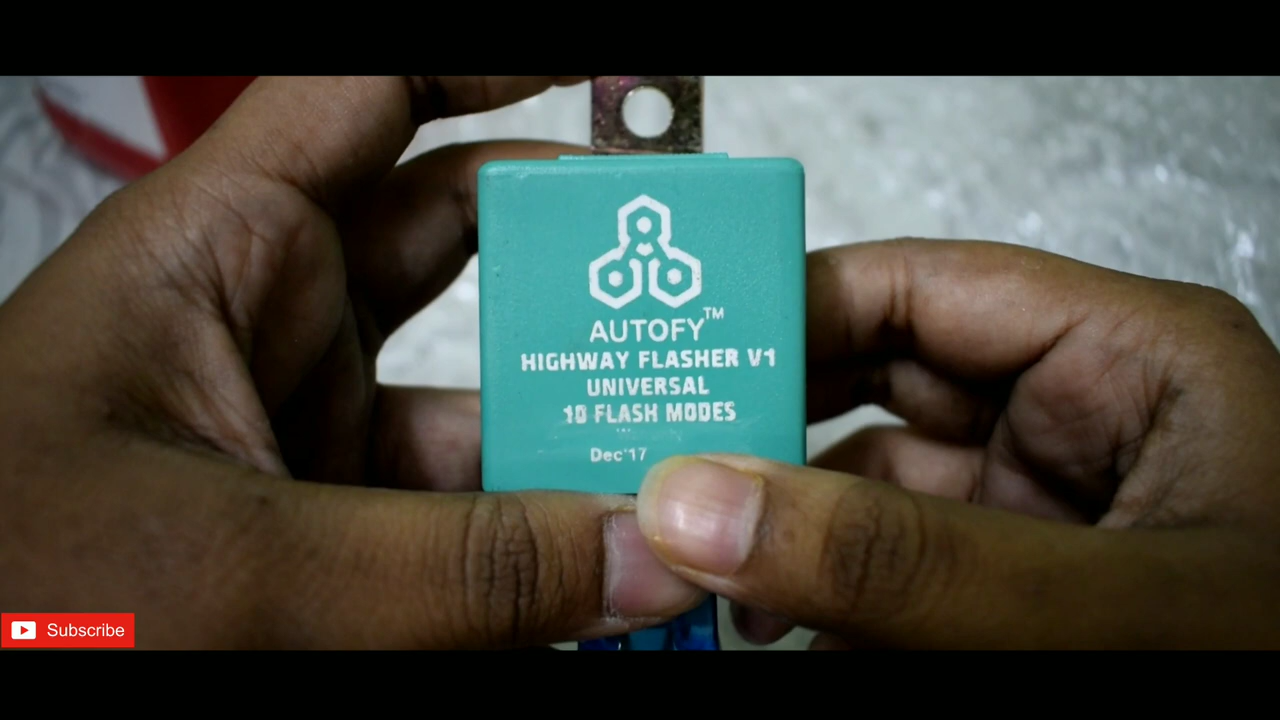 AUTOFY™
HIGHWAY FLASHER V1
UNIVERSAL
10 FLASH MODES
Dec'17
Subscribe